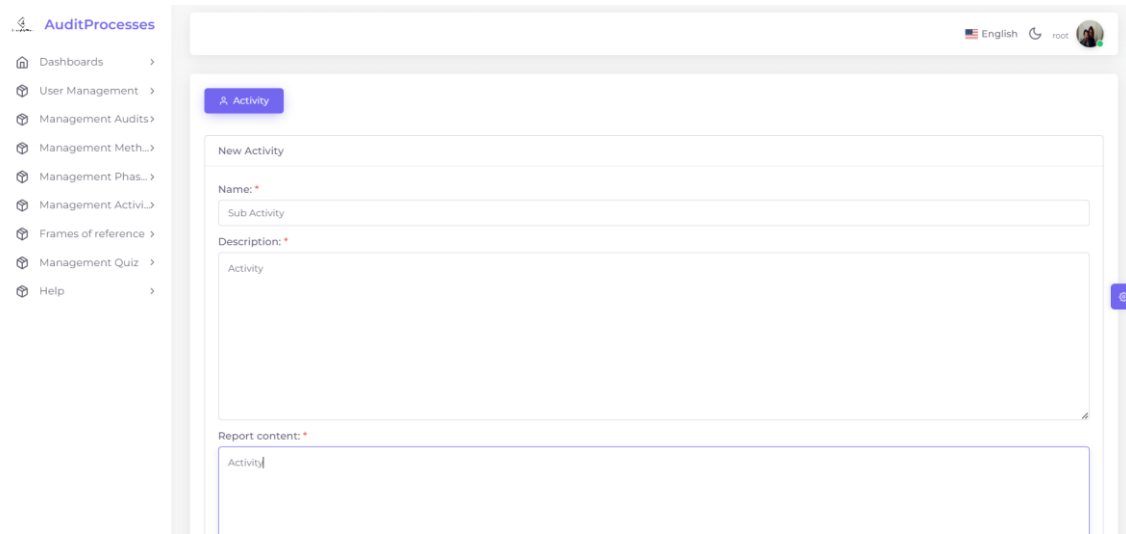 AuditProcesses
Dashboards
User Management
Management Audits
Management Meth...
Management Phas...
Management Activi...
Frames of reference
Management Quiz
Help
English
root
Activity
New Activity
Name: *
Sub Activity
Description: *
Activity
Report content: *
Activity